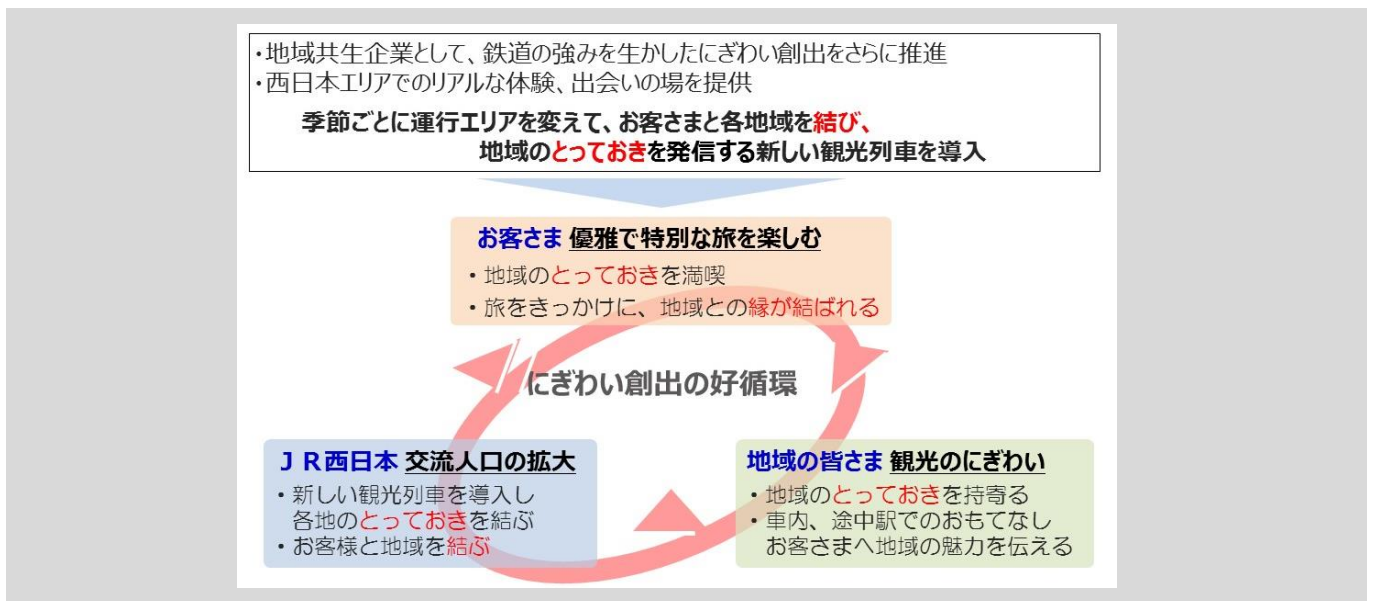 ・地域共生企業として、鉄道の強みを生かしたにぎわい創出をさらに推進
・西日本エリアでのリアルな体験、出会いの場を提供
季節ごとに運行エリアを変えて、お客さまと各地域を結び、
地域のとっておきを発信する新しい観光列車を導入
お客さま 優雅で特別な旅を楽しむ
・地域のとっておきを満喫
・旅をきっかけに、地域との縁が結ばれる
にぎわい創出の好循環
ＪＲ西日本 交流人口の拡大
・新しい観光列車を導入し
各地のとっておきを結ぶ
・お客様と地域を結ぶ
地域の皆さま 観光のにぎわい
・地域のとっておきを持寄る
・車内、途中駅でのおもてなし
お客さまへ地域の魅力を伝える